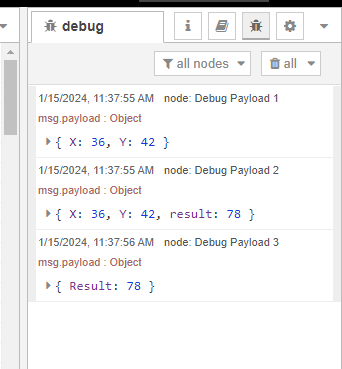 debug
all nodes all
1/15/2024, 11:37:55 AM node: Debug Payload 1
msg.payload : Object
{ X: 36, Y: 42 }
1/15/2024, 11:37:55 AM node: Debug Payload 2
msg.payload : Object
{ X: 36, Y: 42, result: 78 }
1/15/2024, 11:37:56 AM node: Debug Payload 3
msg.payload : Object
{ Result: 78 }